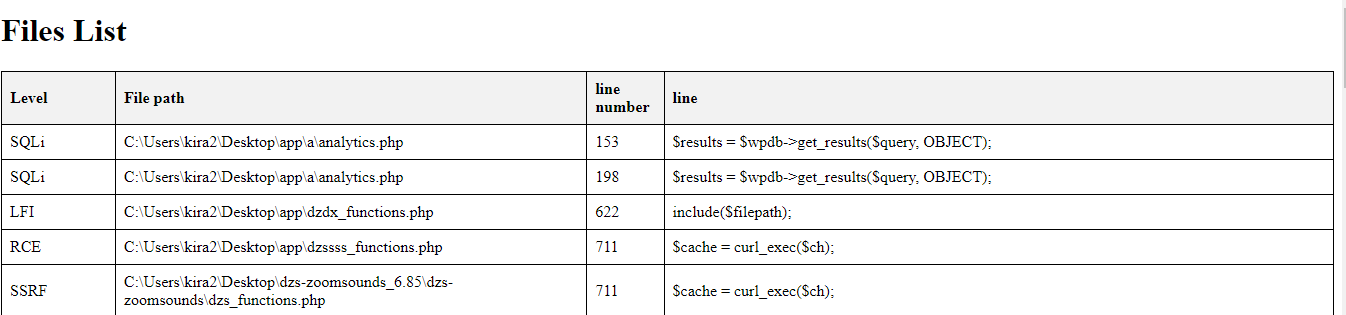 Files List
Level File path line number line
SQLi C:\Users\kira2\Desktop\app\a\analytics.php 153 $results = $wpdb->get_results($query, OBJECT);
SQLi C:\Users\kira2\Desktop\app\a\analytics.php 198 $results = $wpdb->get_results($query, OBJECT);
LFI C:\Users\kira2\Desktop\app\dzdx_functions.php 622 include($filepath);
RCE C:\Users\kira2\Desktop\app\dzssss_functions.php 711 $cache = curl_exec($ch);
SSRF C:\Users\kira2\Desktop\dzs-zoomsounds_6.85\dzs-zoomsounds\dzs_functions.php 711 $cache = curl_exec($ch);